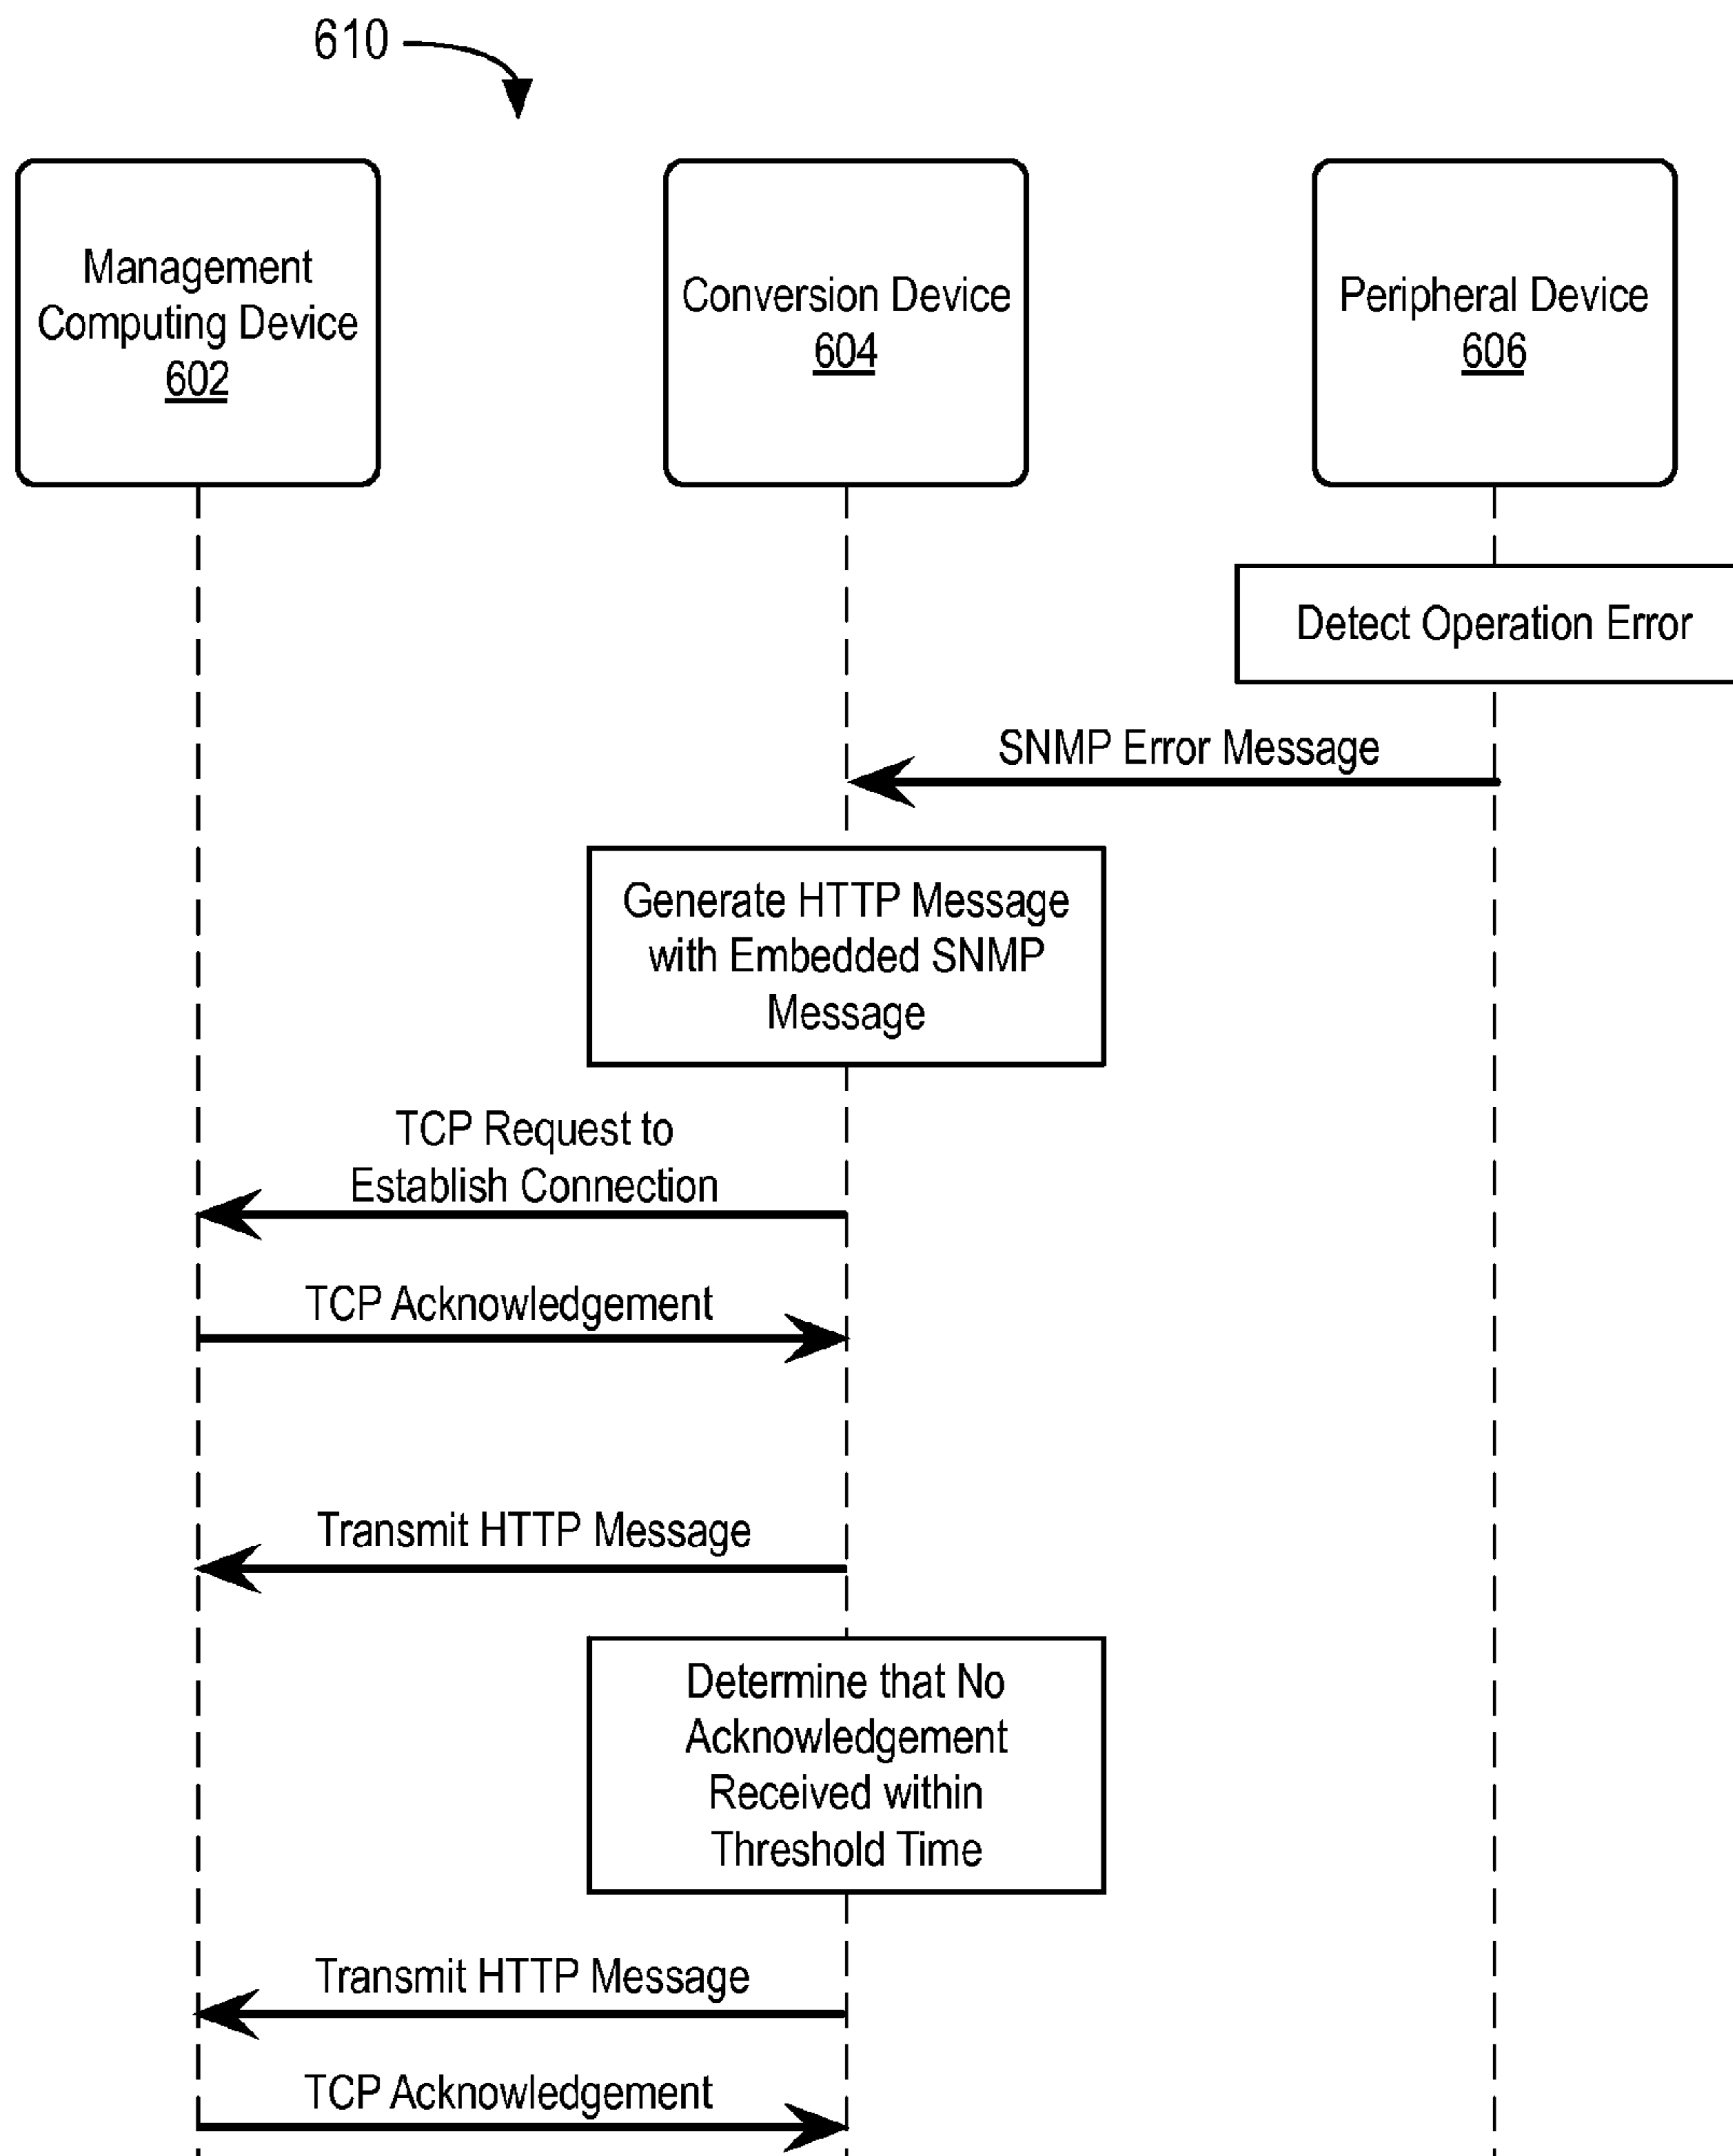 610
Management
Computing Device
602
Conversion Device
604
Peripheral Device
606
Detect Operation Error
SNMP Error Message
Generate HTTP Message
with Embedded SNMP
Message
TCP Request to
Establish Connection
TCP Acknowledgement
Transmit HTTP Message
Determine that No
Acknowledgement
Received within
Threshold Time
Transmit HTTP Message
TCP Acknowledgement